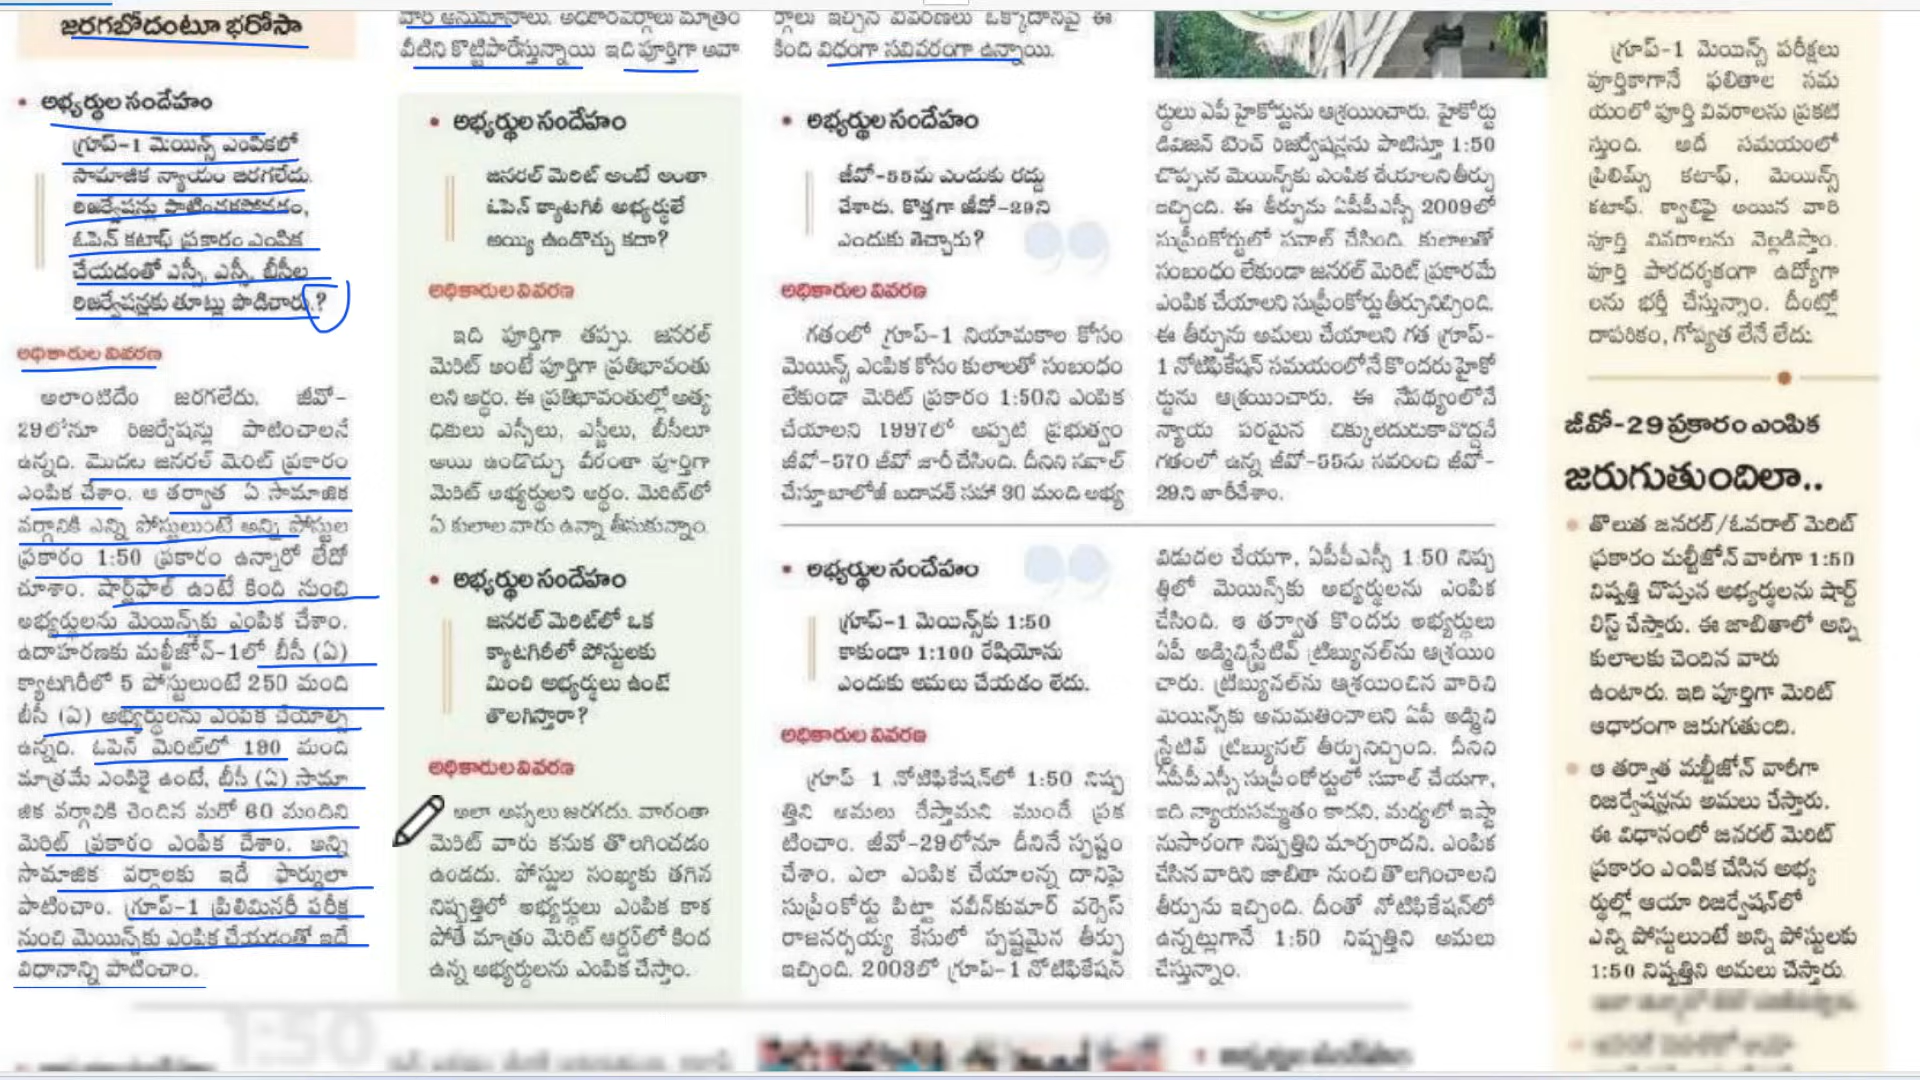 జరగబోదంటూ భరోసా
• అభ్యర్థుల సందేహం
గ్రూప్-1 మెయిన్స్ ఎంపికలో
సామాజిక న్యాయం జరగలేదు.
రిజర్వేషన్లు పాటించకపోవడం,
ఓపెన్ కటాఫ్ ప్రకారం ఎంపిక
చేయడంతో ఎస్సీ, ఎస్టీ, బీసీల
రిజర్వేషన్లకు తూట్లు పొడిచారు.?
అధికారుల వివరణ
అలాంటిదేం జరగలేదు. జీవో-
29లోనూ రిజర్వేషన్లు పాటించాలనే
ఉన్నది. మొదట జనరల్ మెరిట్ ప్రకారం
ఎంపిక చేశాం. ఆ తర్వాత ఏ సామాజిక
వర్గానికి ఎన్ని పోస్టులుంటే అన్ని పోస్టుల
ప్రకారం 1:50 ప్రకారం ఉన్నారో లేదో
చూశాం. షార్ట్‌ఫాల్ ఉంటే కింది నుంచి
అభ్యర్థులను మెయిన్స్‌కు ఎంపిక చేశాం.
ఉదాహరణకు మల్టీజోన్-1లో బీసీ (ఏ)
క్యాటగిరీలో 5 పోస్టులుంటే 250 మంది
బీసీ (ఏ) అభ్యర్థులను ఎంపిక చేయాల్సి
ఉన్నది. ఓపెన్ మెరిట్‌లో 190 మంది
మాత్రమే ఎంపికై ఉంటే, బీసీ (ఏ) సామా
జిక వర్గానికి చెందిన మరో 60 మందిని
మెరిట్ ప్రకారం ఎంపిక చేశాం. అన్ని
సామాజిక వర్గాలకు ఇదే ఫార్ములా
పాటించాం. గ్రూప్-1 ప్రిలిమినరీ పరీక్ష
నుంచి మెయిన్స్‌కు ఎంపిక చేయడంతో ఇదే
విధానాన్ని పాటించాం.
వారి అనుమానాలు. అధికారవర్గాలు మాత్రం
వీటిని కొట్టిపారేస్తున్నాయి ఇది పూర్తిగా అవా
• అభ్యర్థుల సందేహం
జనరల్ మెరిట్ అంటే అంతా
ఓపెన్ క్యాటగిరీ అభ్యర్థులే
అయ్యి ఉండొచ్చు కదా?
అధికారుల వివరణ
ఇది పూర్తిగా తప్పు. జనరల్
మెరిట్ అంటే పూర్తిగా ప్రతిభావంతు
లని అర్థం. ఈ ప్రతిభావంతుల్లో అత్య
ధికులు ఎస్సీలు, ఎస్టీలు, బీసీలూ
అయి ఉండొచ్చు. వీరంతా పూర్తిగా
మెరిట్ అభ్యర్థులని అర్థం. మెరిట్‌లో
ఏ కులాల వారు ఉన్నా తీసుకున్నాం.
• అభ్యర్థుల సందేహం
జనరల్ మెరిట్‌లో ఒక
క్యాటగిరీలో పోస్టులకు
మించి అభ్యర్థులు ఉంటే
తొలగిస్తారా?
అధికారుల వివరణ
అలా అస్సలు జరగదు. వారంతా
మెరిట్ వారు కనుక తొలగించడం
ఉండదు. పోస్టుల సంఖ్యకు తగిన
నిష్పత్తిలో అభ్యర్థులు ఎంపిక కాక
పోతే మాత్రం మెరిట్ ఆర్డర్‌లో కింద
ఉన్న అభ్యర్థులను ఎంపిక చేస్తాం.
ర్గాలు ఇచ్చిన వివరణలు ఒక్కోదానిపై ఈ
కింది విధంగా సవివరంగా ఉన్నాయి.
• అభ్యర్థుల సందేహం
జీవో-55ను ఎందుకు రద్దు
చేశారు. కొత్తగా జీవో-29ని
ఎందుకు తెచ్చారు?
అధికారుల వివరణ
గతంలో గ్రూప్-1 నియామకాల కోసం
మెయిన్స్ ఎంపిక కోసం కులాలతో సంబంధం
లేకుండా మెరిట్ ప్రకారం 1:50ని ఎంపిక
చేయాలని 1997లో అప్పటి ప్రభుత్వం
జీవో-570 జీవో జారీ చేసింది. దీనిని సవాల్
చేస్తూ బాలోజీ బదావత్ సహా 30 మంది అభ్య
ర్థులు ఏపీ హైకోర్టును ఆశ్రయించారు. హైకోర్టు
డివిజన్ బెంచ్ రిజర్వేషన్లను పాటిస్తూ 1:50
చొప్పున మెయిన్స్‌కు ఎంపిక చేయాలని తీర్పు
ఇచ్చింది. ఈ తీర్పును ఏపీపీఎస్సీ 2009లో
సుప్రీంకోర్టులో సవాల్ చేసింది. కులాలతో
సంబంధం లేకుండా జనరల్ మెరిట్ ప్రకారమే
ఎంపిక చేయాలని సుప్రీంకోర్టు తీర్పునిచ్చింది.
ఈ తీర్పును అమలు చేయాలని గత గ్రూప్-
1 నోటిఫికేషన్ సమయంలోనే కొందరు హైకో
ర్టును ఆశ్రయించారు. ఈ నేపథ్యంలోనే
న్యాయ పరమైన చిక్కులదురుకావొద్దనే
గతంలో ఉన్న జీవో-55ను సవరించి జీవో-
29ని జారీచేశాం.
• అభ్యర్థుల సందేహం
గ్రూప్-1 మెయిన్స్‌కు 1:50
కాకుండా 1:100 రేషియోను
ఎందుకు అమలు చేయడం లేదు.
అధికారుల వివరణ
గ్రూప్ 1 నోటిఫికేషన్‌లో 1:50 నిష్ప
త్తిని అమలు చేస్తామని ముందే ప్రక
టించాం. జీవో-29లోనూ దీనినే స్పష్టం
చేశాం. ఎలా ఎంపిక చేయాలన్న దానిపై
సుప్రీంకోర్టు పిట్టా నవీన్‌కుమార్ వర్సెస్
రాజనర్సయ్య కేసులో స్పష్టమైన తీర్పు
ఇచ్చింది. 2008లో గ్రూప్-1 నోటిఫికేషన్
విడుదల చేయగా, ఏపీపీఎస్సీ 1:50 నిష్ప
త్తిలో మెయిన్స్‌కు అభ్యర్థులను ఎంపిక
చేసింది. ఆ తర్వాత కొందరు అభ్యర్థులు
ఏపీ అడ్మినిస్ట్రేటివ్ ట్రిబ్యునల్‌ను ఆశ్రయిం
చారు. ట్రిబ్యునల్‌ను ఆశ్రయించిన వారిని
మెయిన్స్‌కు అనుమతించాలని ఏపీ అడ్మిని
స్ట్రేటివ్ ట్రిబ్యునల్ తీర్పునిచ్చింది. దీనిని
ఏపీపీఎస్సీ సుప్రీంకోర్టులో సవాల్ చేయగా,
ఇది న్యాయసమ్మతం కాదని, మధ్యలో ఇష్టా
నుసారంగా నిష్పత్తిని మార్చరాదని, ఎంపిక
చేసిన వారిని జాబితా నుంచి తొలగించాలని
తీర్పును ఇచ్చింది. దీంతో నోటిఫికేషన్‌లో
ఉన్నట్లుగానే 1:50 నిష్పత్తిని అమలు
చేస్తున్నాం.
గ్రూప్-1 మెయిన్స్ పరీక్షలు
పూర్తికాగానే ఫలితాల సమ
యంలో పూర్తి వివరాలను ప్రకటి
స్తుంది. అదే సమయంలో
ప్రిలిమ్స్ కటాఫ్, మెయిన్స్
కటాఫ్, క్వాలిఫై అయిన వారి
పూర్తి వివరాలను వెల్లడిస్తాం.
పూర్తి పారదర్శకంగా ఉద్యోగా
లను భర్తీ చేస్తున్నాం. దీంట్లో
దాపరికం, గోప్యత లేనే లేదు.
జీవో-29 ప్రకారం ఎంపిక
జరుగుతుందిలా..
తొలుత జనరల్/ఓవరాల్ మెరిట్
ప్రకారం మల్టీజోన్ వారీగా 1:50
నిష్పత్తి చొప్పున అభ్యర్థులను షార్ట్
లిస్ట్ చేస్తారు. ఈ జాబితాలో అన్ని
కులాలకు చెందిన వారు
ఉంటారు. ఇది పూర్తిగా మెరిట్
ఆధారంగా జరుగుతుంది.
ఆ తర్వాత మల్టీజోన్ వారీగా
రిజర్వేషన్లను అమలు చేస్తారు.
ఈ విధానంలో జనరల్ మెరిట్
ప్రకారం ఎంపిక చేసిన అభ్య
ర్థుల్లో ఆయా రిజర్వేషన్‌లో
ఎన్ని పోస్టులుంటే అన్ని పోస్టులకు
1:50 నిష్పత్తిని అమలు చేస్తారు.
1:50